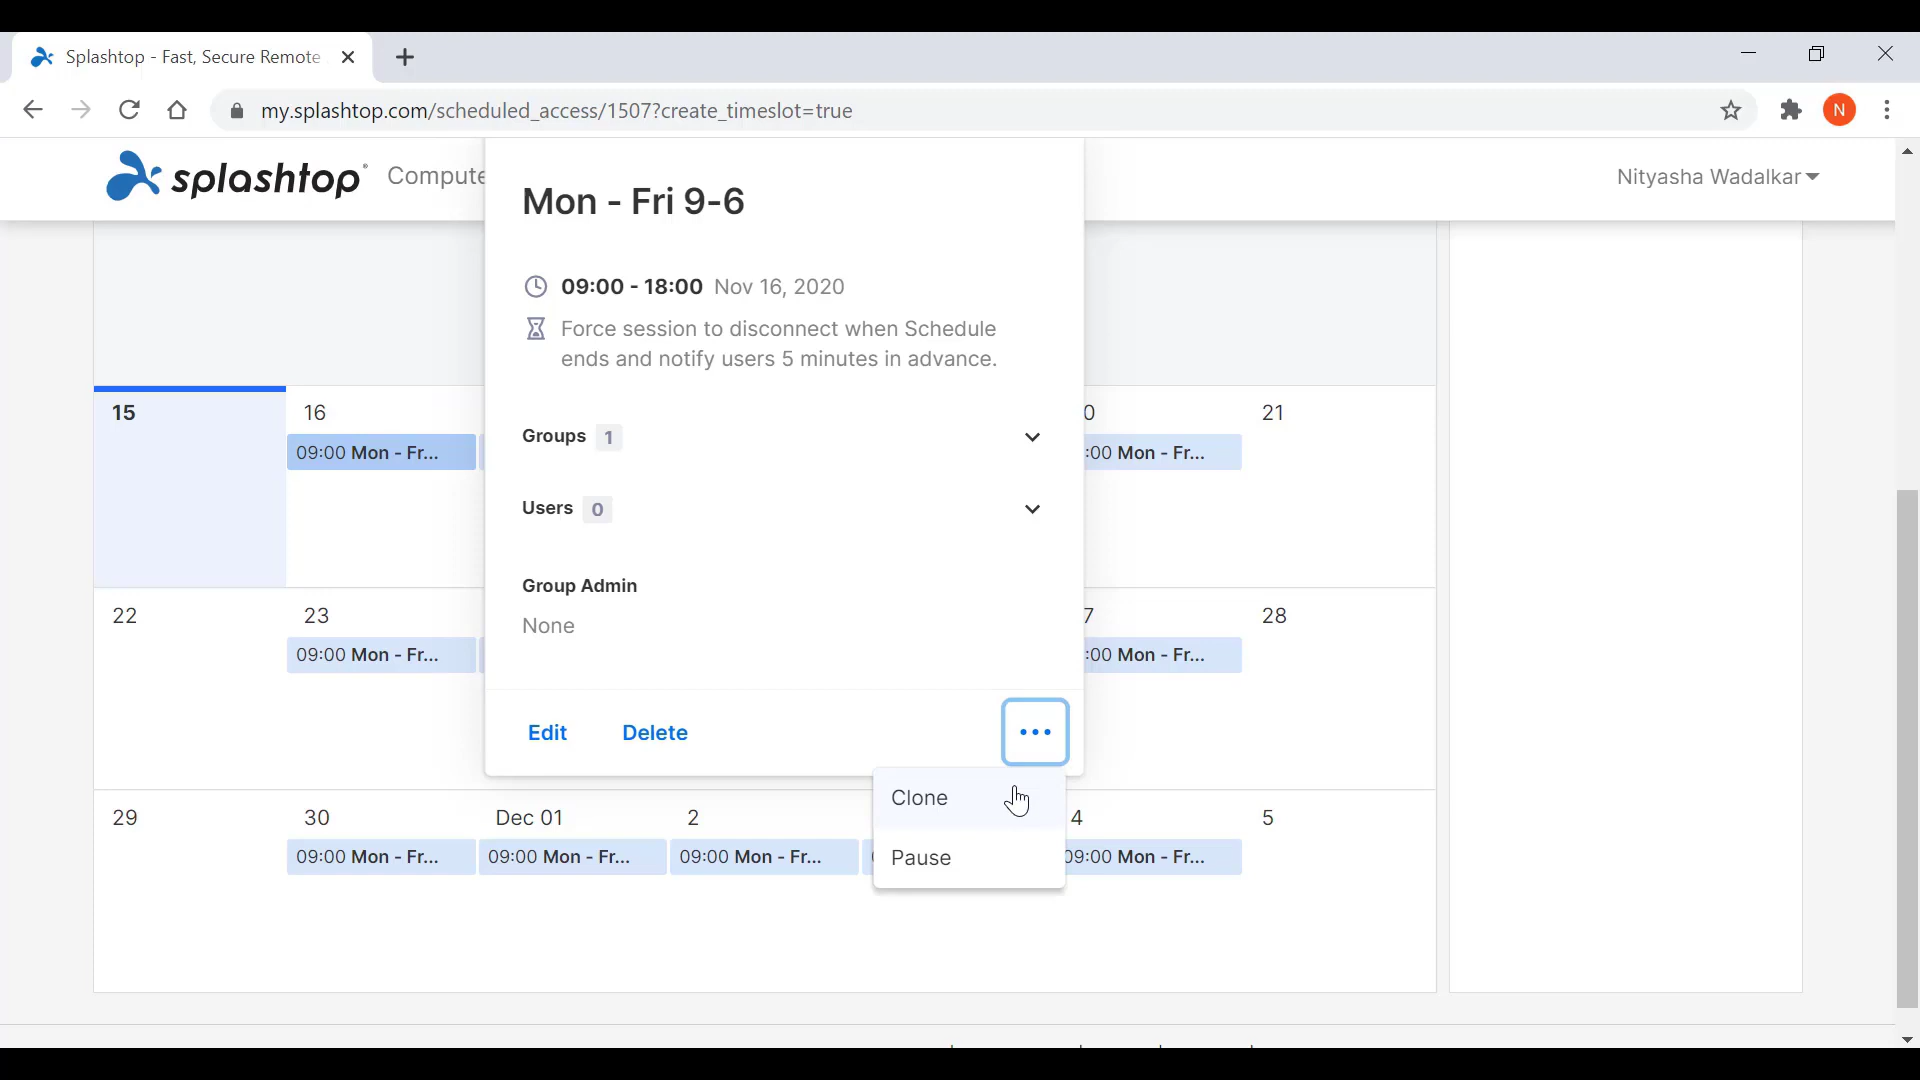 Splashtop - Fast, Secure Remote
my.splashtop.com/scheduled_access/1507?create_timeslot=true
N
splashtop
Compute
Nityasha Wadalkar
Mon - Fri 9-6
09:00 - 18:00 Nov 16, 2020
Force session to disconnect when Schedule
ends and notify users 5 minutes in advance.
Groups 1
Users 0
Group Admin
None
Edit Delete
Clone
Pause
15 16 0 21
09:00 Mon - Fr... :00 Mon - Fr...
22 23 7 28
09:00 Mon - Fr... :00 Mon - Fr...
29 30 Dec 01 2 4 5
09:00 Mon - Fr... 09:00 Mon - Fr... 09:00 Mon - Fr... 09:00 Mon - Fr...